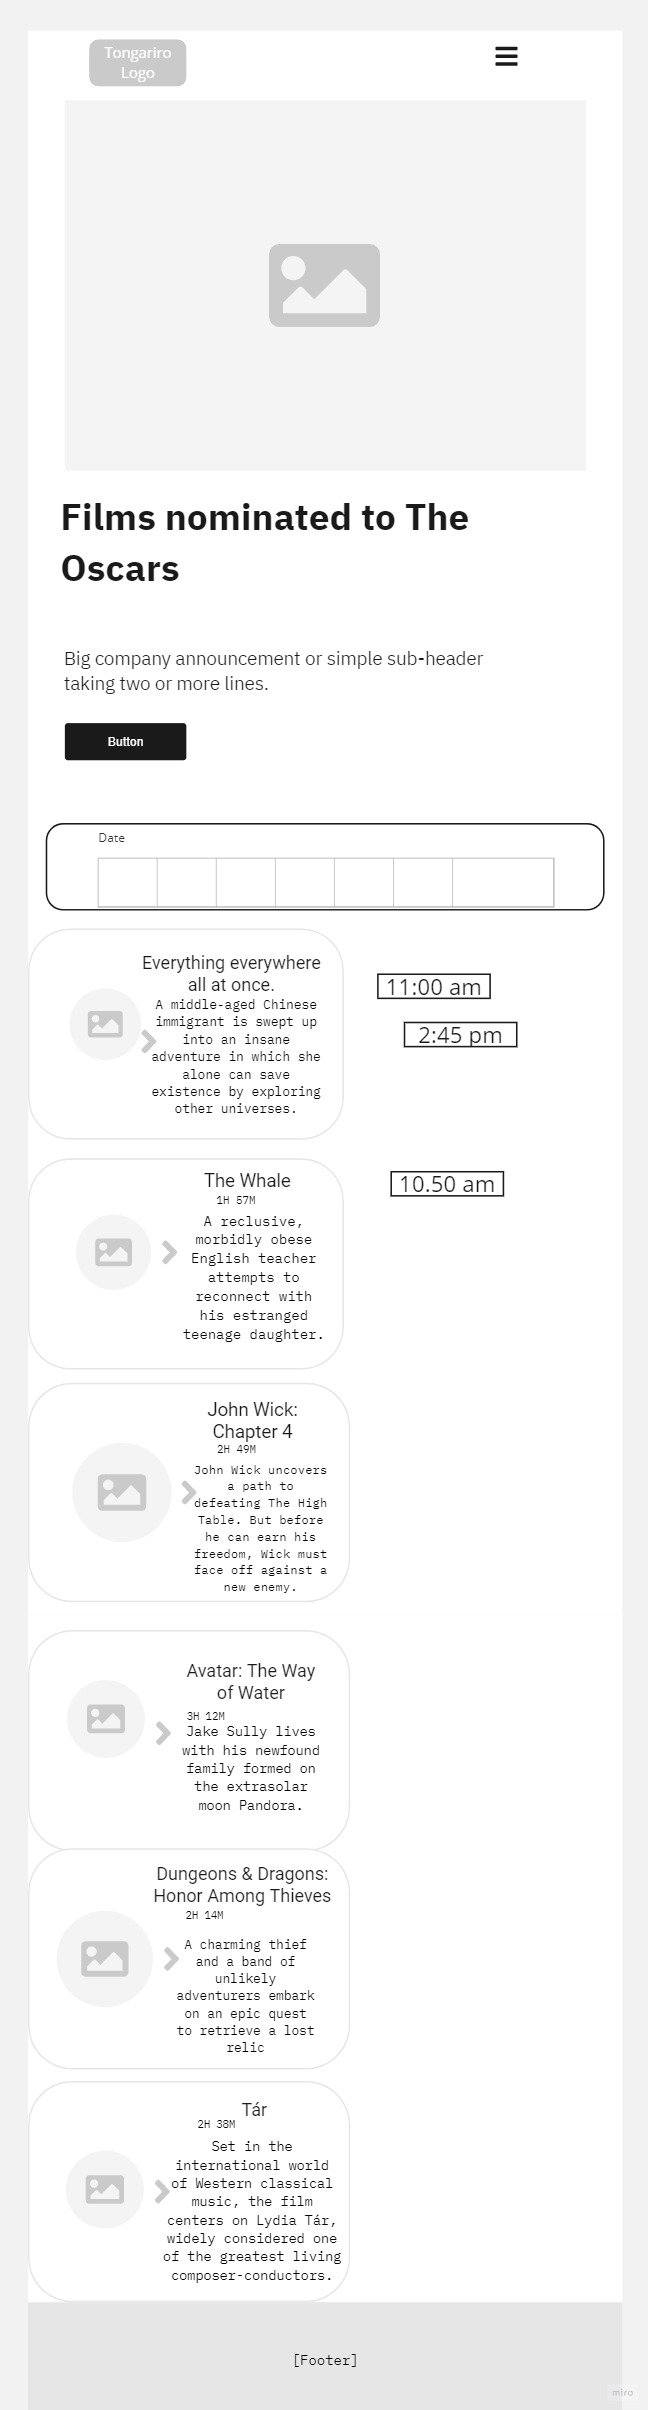 Tongariro
Logo
Films nominated to The
Oscars
Big company announcement or simple sub-header
taking two or more lines.
Button
Date
Everything everywhere
all at once.
A middle-aged Chinese
immigrant is swept up
into an insane
adventure in which she
alone can save
existence by exploring
other universes.
11:00 am
2:45 pm
The Whale
1H 57M
A reclusive,
morbidly obese
English teacher
attempts to
reconnect with
his estranged
teenage daughter.
10.50 am
John Wick:
Chapter 4
2H 49M
John Wick uncovers
a path to
defeating The High
Table. But before
he can earn his
freedom, Wick must
face off against a
new enemy.
Avatar: The Way
of Water
3H 12M
Jake Sully lives
with his newfound
family formed on
the extrasolar
moon Pandora.
Dungeons & Dragons:
Honor Among Thieves
2H 14M
A charming thief
and a band of
unlikely
adventurers embark
on an epic quest
to retrieve a lost
relic
Tár
2H 38M
Set in the
international world
of Western classical
music, the film
centers on Lydia Tár,
widely considered one
of the greatest living
composer-conductors.
[Footer]
miro